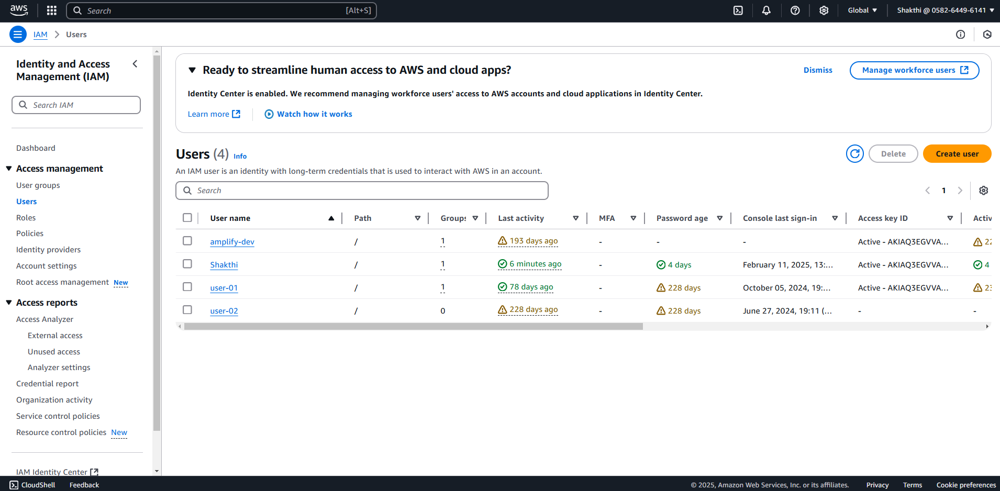 aws Search [Alt+S] Global Shakthi @ 0582-6449-6141
IAM Users
Identity and Access
Management (IAM)
Search IAM
Dashboard
Access management
User groups
Users
Roles
Policies
Identity providers
Account settings
Root access management New
Access reports
Access Analyzer
External access
Unused access
Analyzer settings
Credential report
Organization activity
Service control policies
Resource control policies New
IAM Identity Center
Ready to streamline human access to AWS and cloud apps? Dismiss Manage workforce users
Identity Center is enabled. We recommend managing workforce users' access to AWS accounts and cloud applications in Identity Center.
Learn more Watch how it works
Users (4) Info Delete Create user
An IAM user is an identity with long-term credentials that is used to interact with AWS in an account.
Search 1
User name Path Groups Last activity MFA Password age Console last sign-in Access key ID Activ
amplify-dev / 1 193 days ago - - - Active - AKIAQ3EGVVA... 22
Shakthi / 1 6 minutes ago - 4 days February 11, 2025, 13:... Active - AKIAQ3EGVVA... 4
user-01 / 1 78 days ago - 228 days October 05, 2024, 19:... Active - AKIAQ3EGVVA... 23
user-02 / 0 228 days ago - 228 days June 27, 2024, 19:11 (... - -
CloudShell Feedback © 2025, Amazon Web Services, Inc. or its affiliates. Privacy Terms Cookie preferences